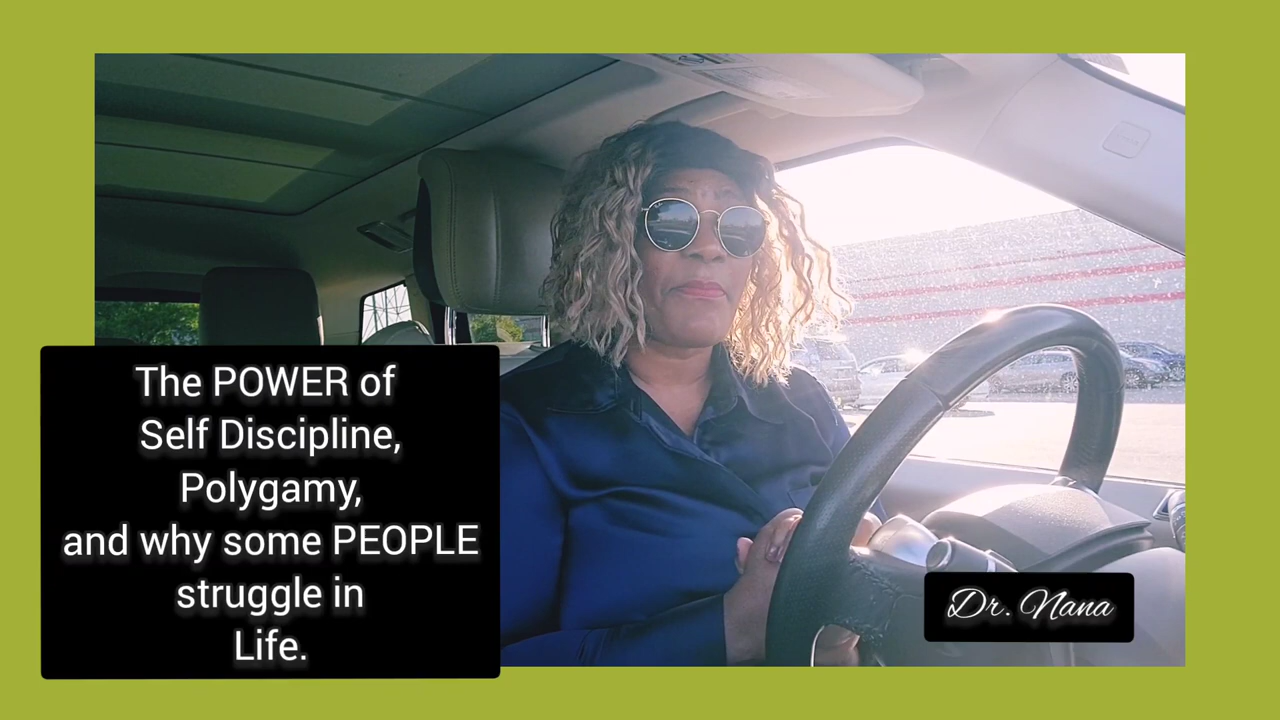 The POWER of
Self Discipline,
Polygamy,
and why some PEOPLE
struggle in
Life.
Dr. Nana